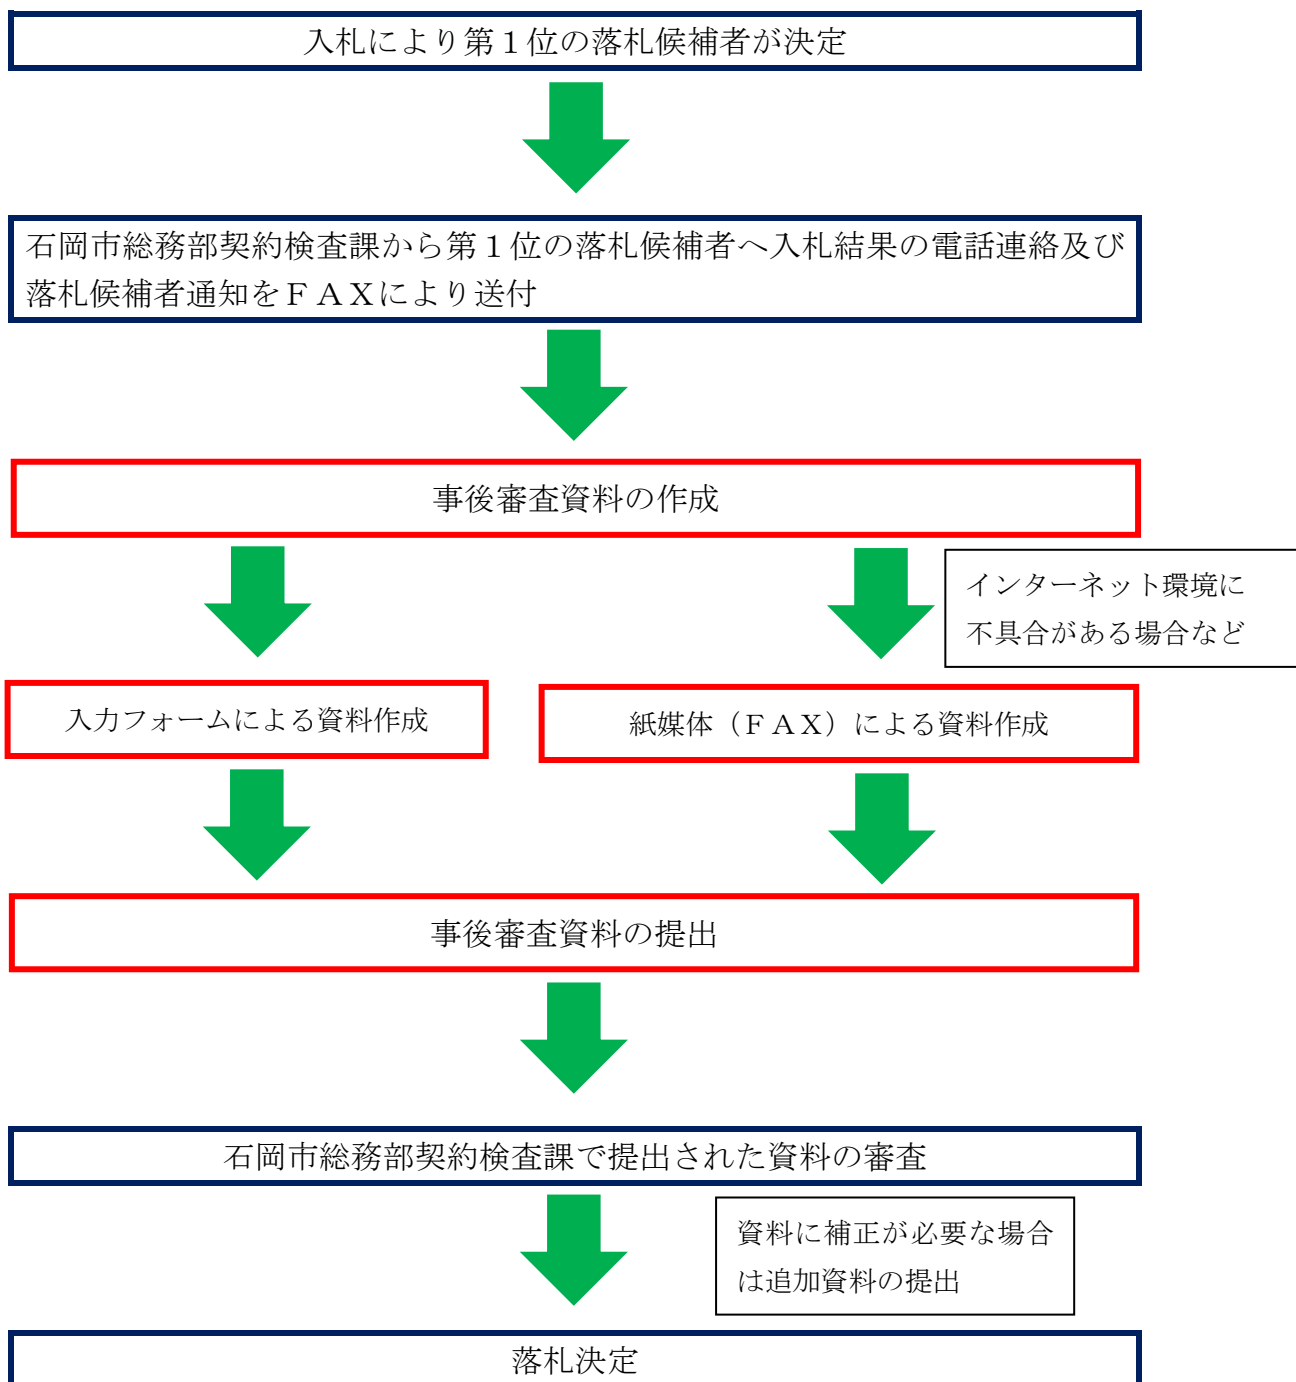 入札により第１位の落札候補者が決定
石岡市総務部契約検査課から第１位の落札候補者へ入札結果の電話連絡及び
落札候補者通知をＦＡＸにより送付
事後審査資料の作成
インターネット環境に
不具合がある場合など
入力フォームによる資料作成
紙媒体（ＦＡＸ）による資料作成
事後審査資料の提出
石岡市総務部契約検査課で提出された資料の審査
資料に補正が必要な場合
は追加資料の提出
落札決定